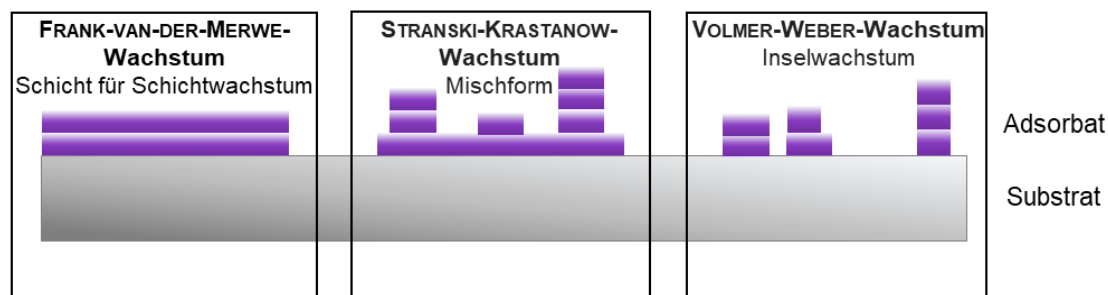 FRANK-VAN-DER-MERWE-
Wachstum
Schicht für Schichtwachstum
STRANSKI-KRASTANOW-
Wachstum
Mischform
VOLMER-WEBER-Wachstum
Inselwachstum
Adsorbat
Substrat